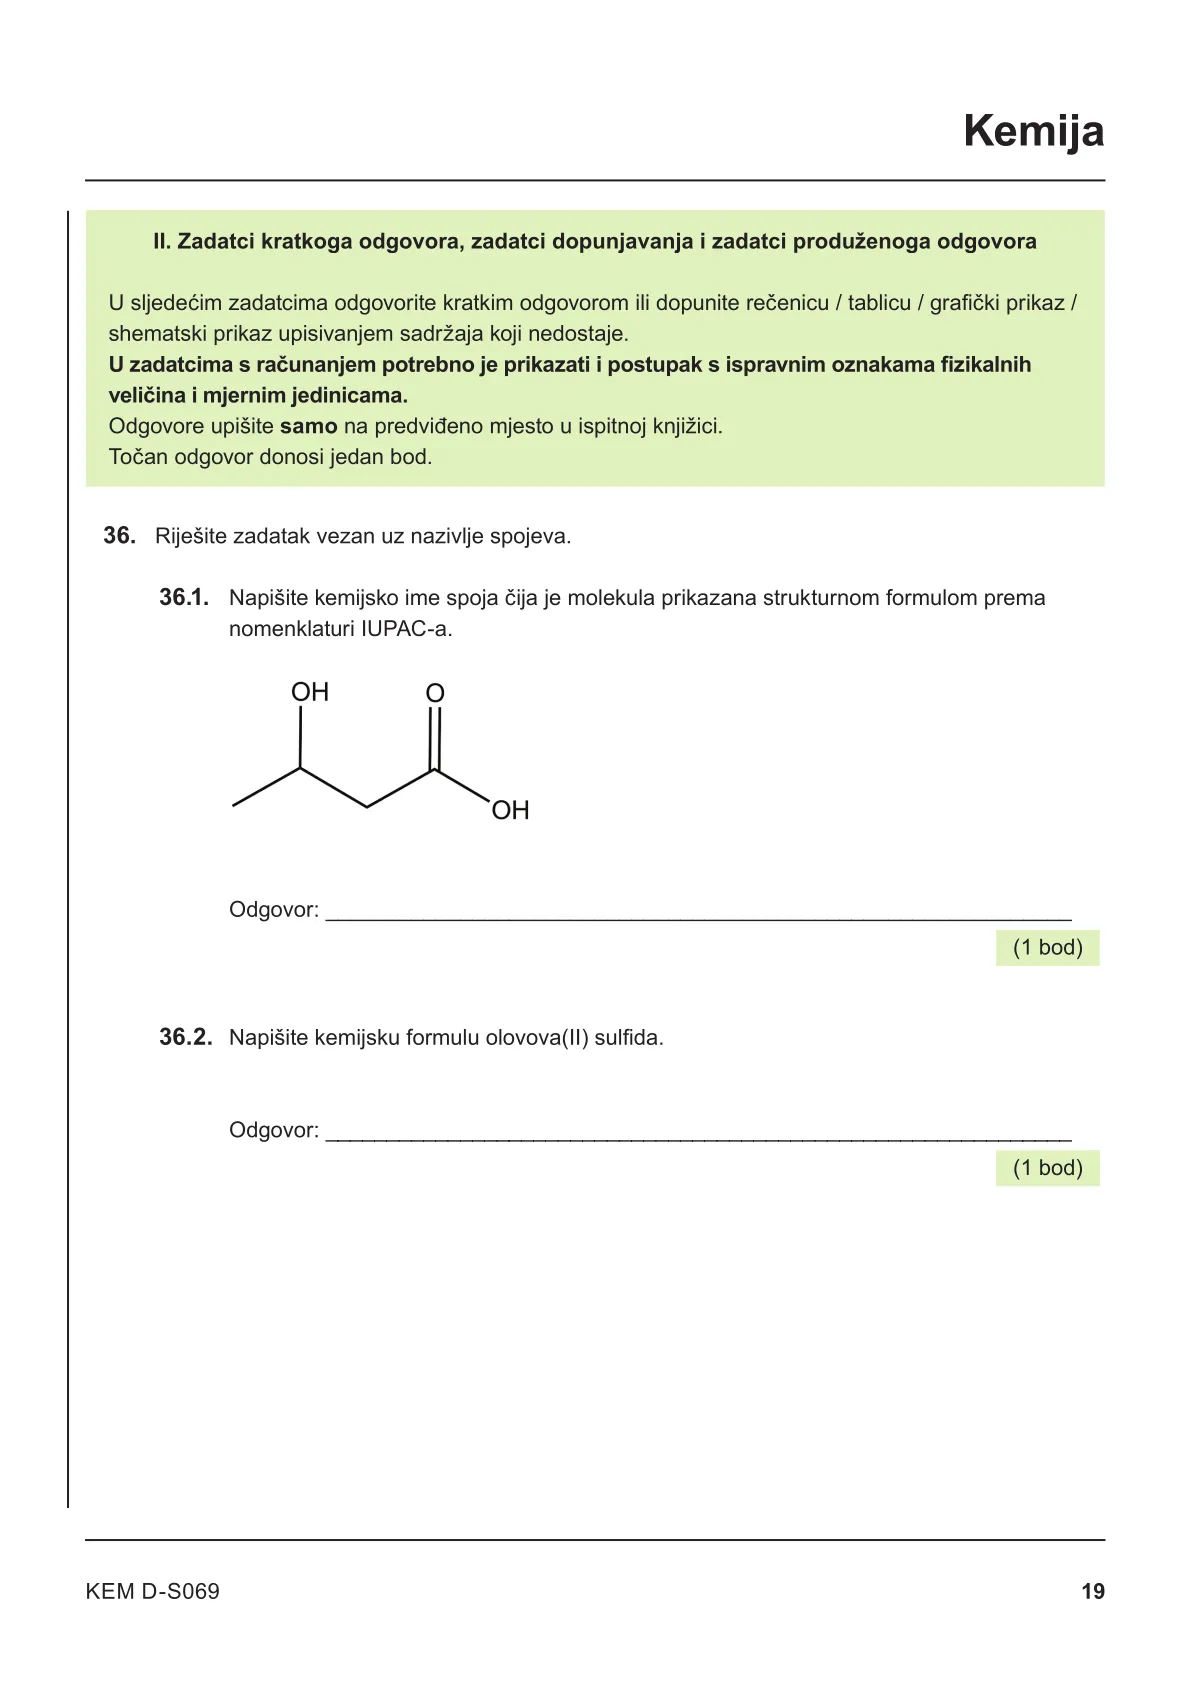 Kemija
II. Zadatci kratkoga odgovora, zadatci dopunjavanja i zadatci produženoga odgovora
U sljedećim zadatcima odgovorite kratkim odgovorom ili dopunite rečenicu / tablicu / grafički prikaz /
shematski prikaz upisivanjem sadržaja koji nedostaje.
U zadatcima s računanjem potrebno je prikazati i postupak s ispravnim oznakama fizikalnih
veličina i mjernim jedinicama.
Odgovore upišite samo na predviđeno mjesto u ispitnoj knjižici.
Točan odgovor donosi jedan bod.
36. Riješite zadatak vezan uz nazivlje spojeva.
36.1. Napišite kemijsko ime spoja čija je molekula prikazana strukturnom formulom prema
nomenklaturi IUPAC-a.
OH O
OH
Odgovor: ______________________________________________________________
(1 bod)
36.2. Napišite kemijsku formulu olovova(II) sulfida.
Odgovor: ______________________________________________________________
(1 bod)
KEM D-S069 19